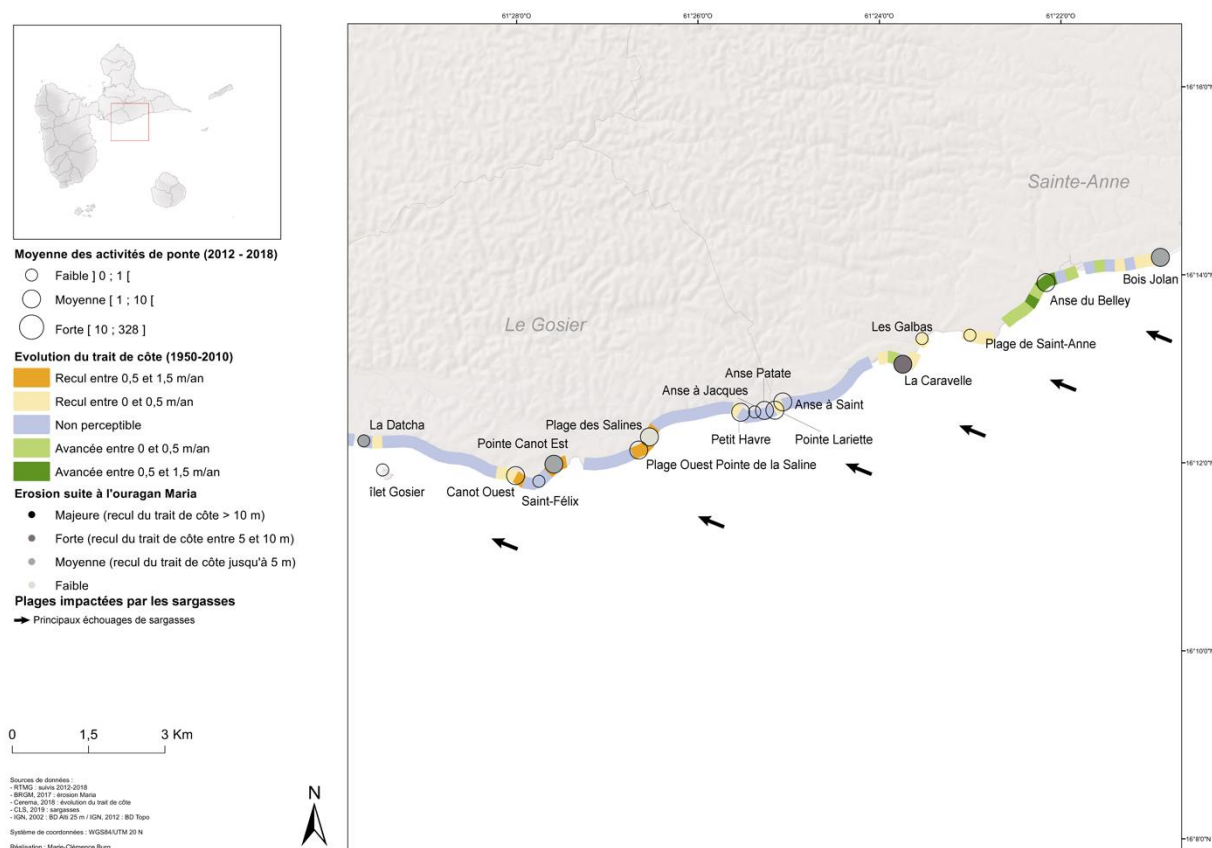 Moyenne des activités de ponte (2012 - 2018)
Faible ] 0 ; 1 [
Moyenne [ 1 ; 10 [
Forte [ 10 ; 328 ]
Evolution du trait de côte (1950-2010)
Recul entre 0,5 et 1,5 m/an
Recul entre 0 et 0,5 m/an
Non perceptible
Avancée entre 0 et 0,5 m/an
Avancée entre 0,5 et 1,5 m/an
Erosion suite à l'ouragan Maria
Majeure (recul du trait de côte > 10 m)
Forte (recul du trait de côte entre 5 et 10 m)
Moyenne (recul du trait de côte jusqu'à 5 m)
Faible
Plages impactées par les sargasses
Principaux échouages de sargasses
0 1,5 3 Km
Sources de données :
- RTMG : suivis 2012-2018
- BRGM, 2017 : érosion Maria
- Cerema, 2018 : évolution du trait de côte
- CLS, 2019 : sargasses
- IGN, 2002 : BD Alti 25 m / IGN, 2012 : BD Topo
Système de coordonnées : WGS84/UTM 20 N
Réalisation : Marie-Clémence Buro
N
61°28'0"O
61°26'0"O
61°24'0"O
61°22'0"O
16°16'0"N
Sainte-Anne
16°14'0"N
Bois Jolan
Anse du Belley
Le Gosier
Les Galbas
Plage de Saint-Anne
La Caravelle
Anse Patate
Anse à Jacques
Anse à Saint
Petit Havre
Pointe Lariette
Plage des Salines
La Datcha
Pointe Canot Est
Plage Ouest Pointe de la Saline
16°12'0"N
îlet Gosier
Canot Ouest
Saint-Félix
16°10'0"N
16°8'0"N